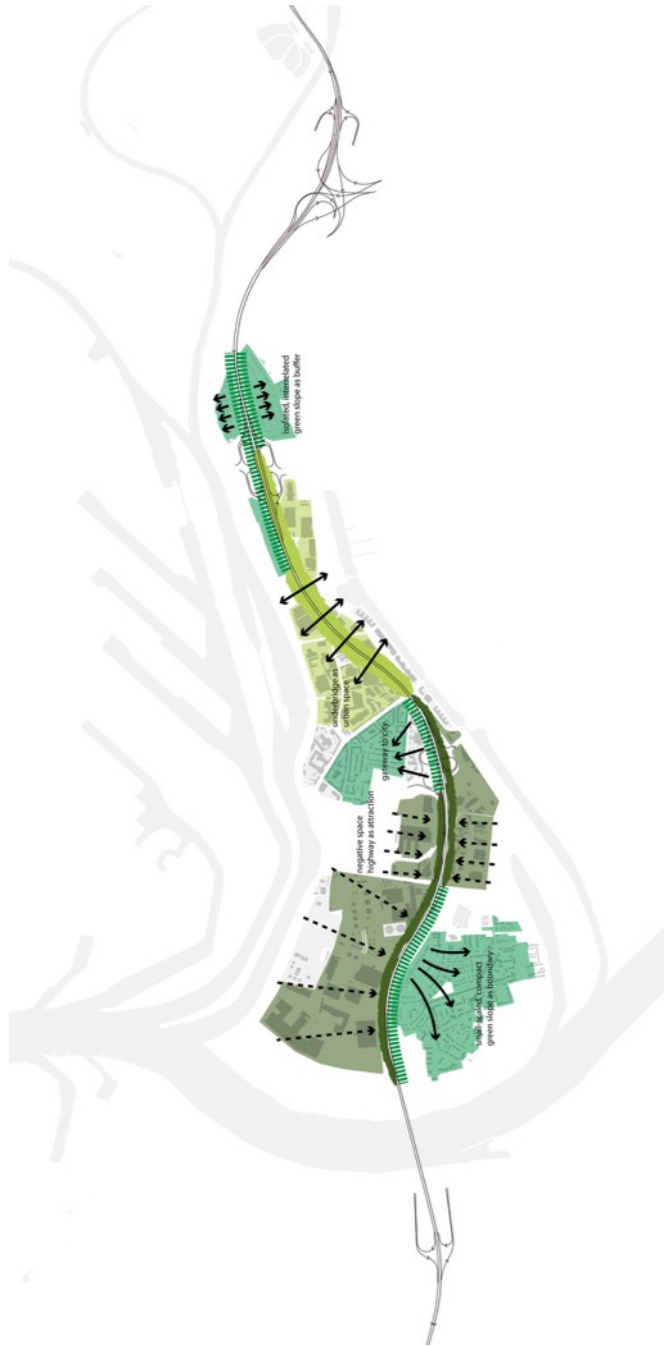 isolated, interrelated
green slope as buffer
underbridge as
urban space
gateway to city
negative space
highway as attraction
small scaled, compact
green slope as boundary